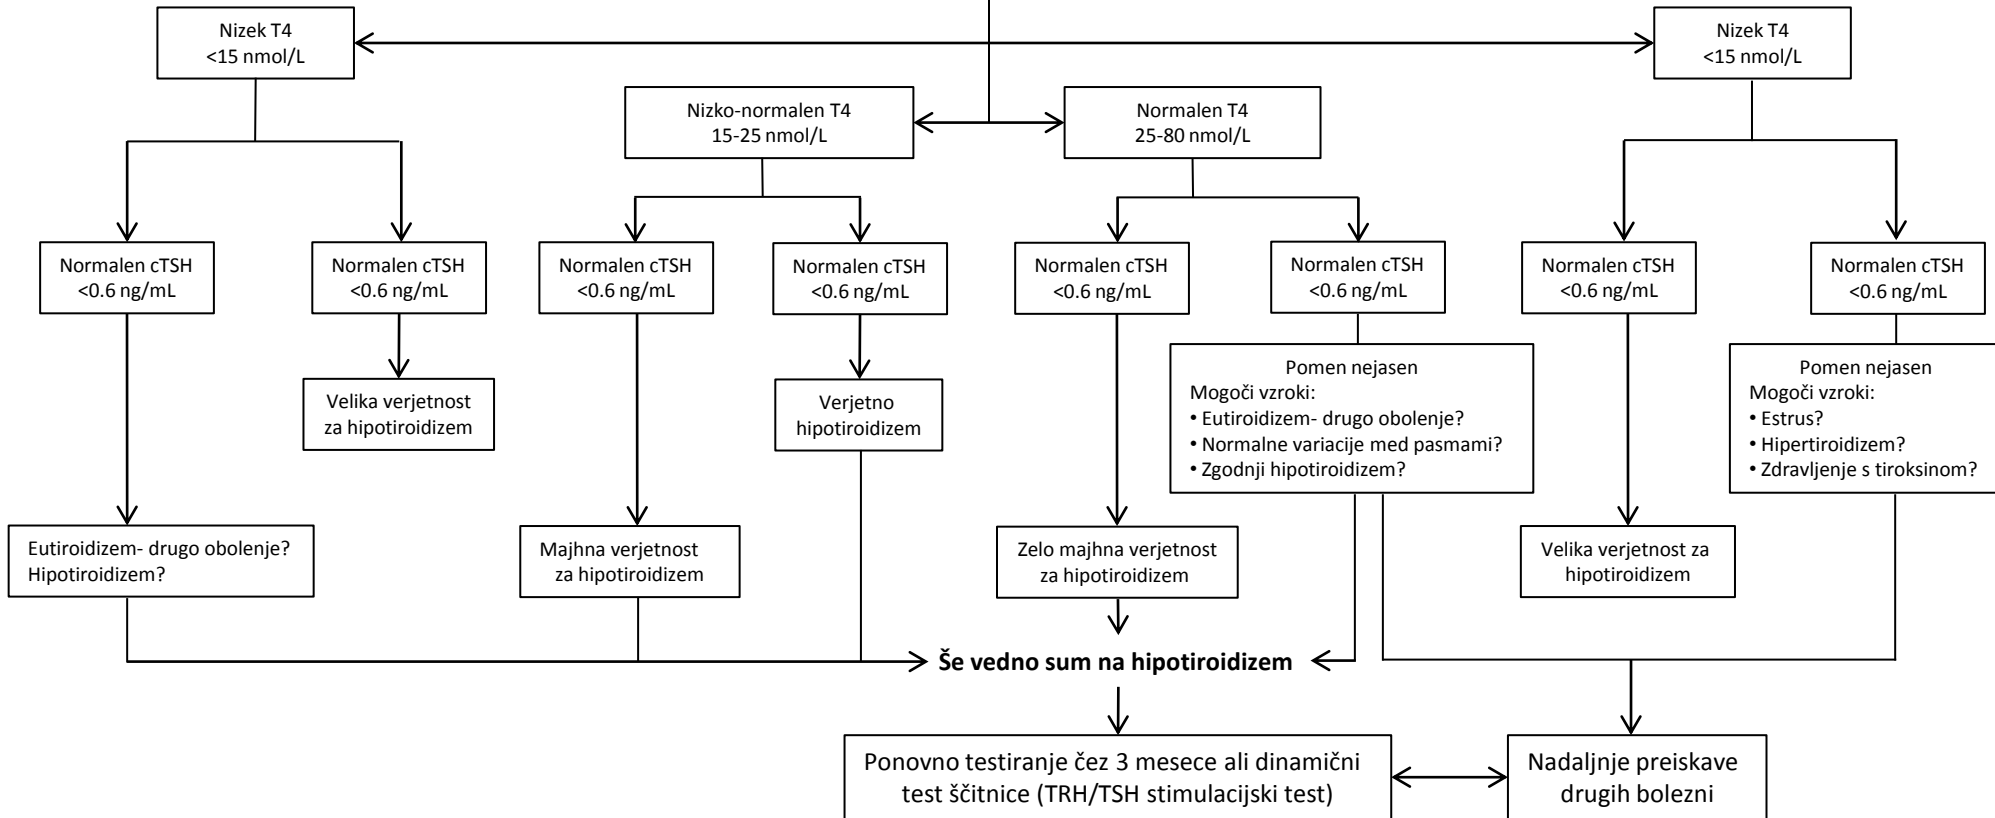 Nizek T4
<15 nmol/L
Nizek T4
<15 nmol/L
Nizko-normalen T4
15-25 nmol/L
Normalen T4
25-80 nmol/L
Normalen cTSH
<0.6 ng/mL
Normalen cTSH
<0.6 ng/mL
Normalen cTSH
<0.6 ng/mL
Normalen cTSH
<0.6 ng/mL
Normalen cTSH
<0.6 ng/mL
Normalen cTSH
<0.6 ng/mL
Normalen cTSH
<0.6 ng/mL
Normalen cTSH
<0.6 ng/mL
Velika verjetnost
za hipotiroidizem
Verjetno
hipotiroidizem
Pomen nejasen
Mogoči vzroki:
• Eutiroidizem- drugo obolenje?
• Normalne variacije med pasmami?
• Zgodnji hipotiroidizem?
Pomen nejasen
Mogoči vzroki:
• Estrus?
• Hipertiroidizem?
• Zdravljenje s tiroksinom?
Eutiroidizem- drugo obolenje?
Hipotiroidizem?
Majhna verjetnost
za hipotiroidizem
Zelo majhna verjetnost
za hipotiroidizem
Velika verjetnost za
hipotiroidizem
Še vedno sum na hipotiroidizem
Ponovno testiranje čez 3 mesece ali dinamični
test ščitnice (TRH/TSH stimulacijski test)
Nadaljnje preiskave
drugih bolezni